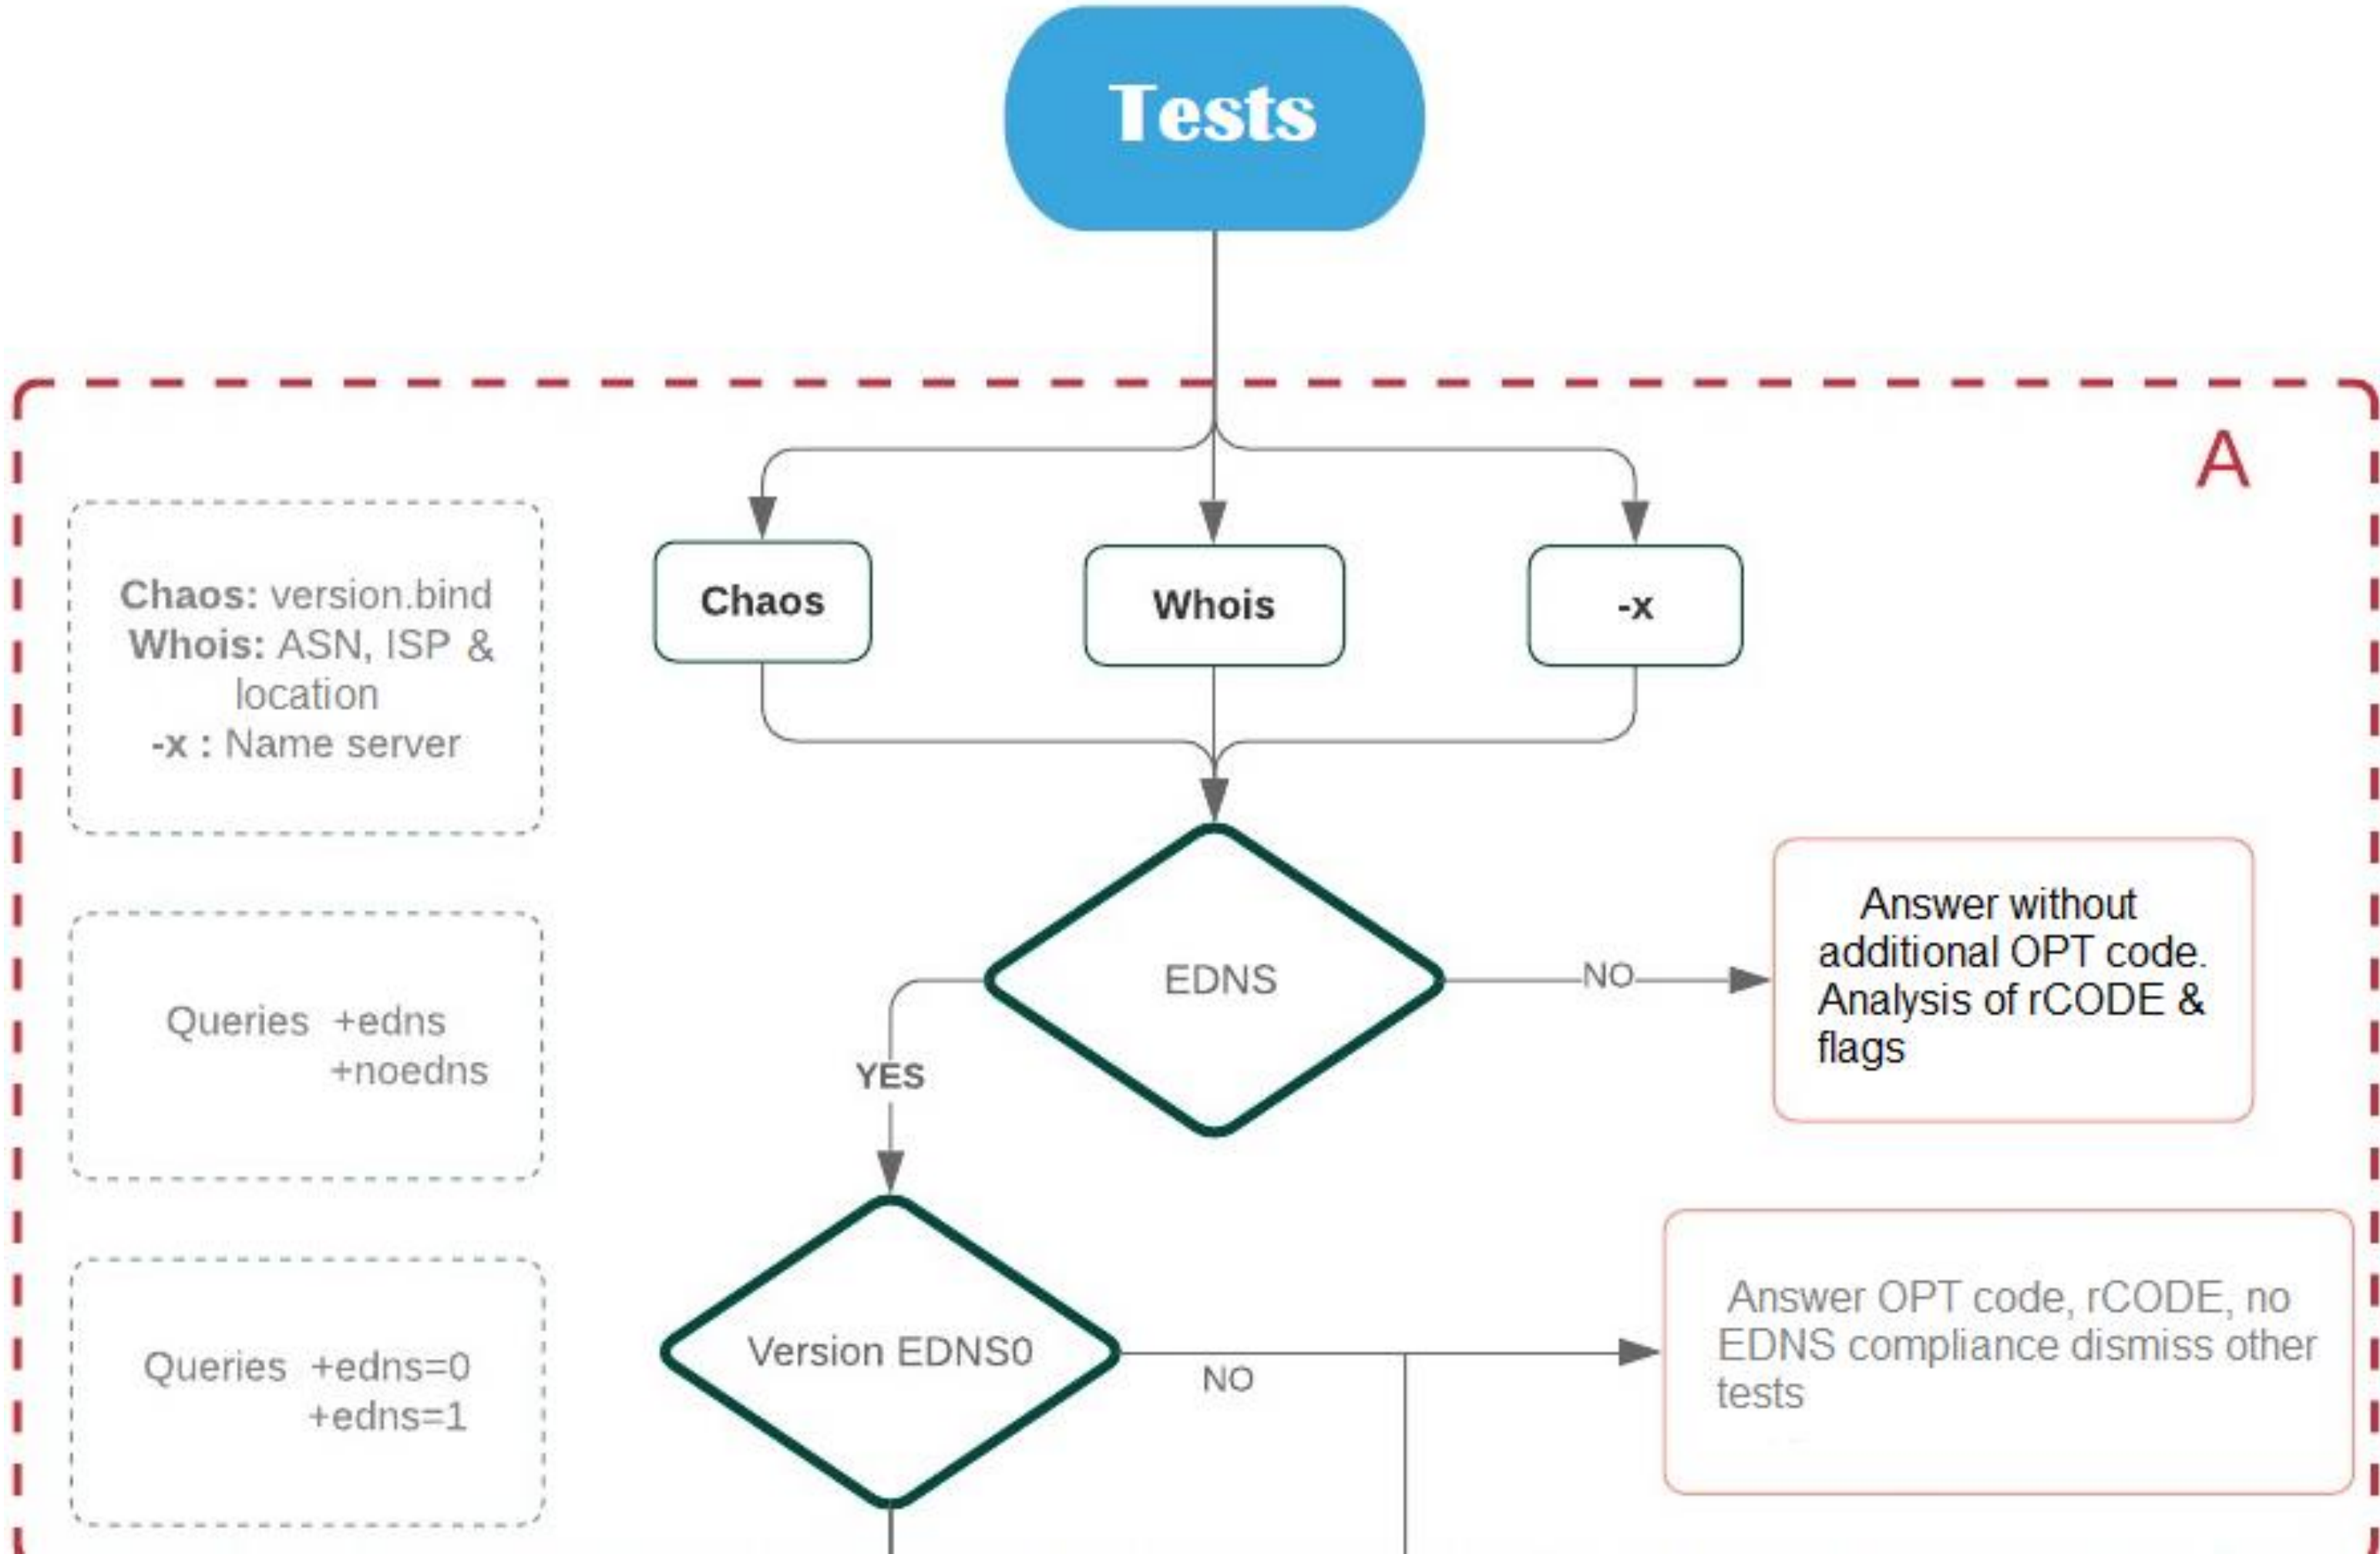 Tests
A
Chaos: version.bind
Whois: ASN, ISP &
location
-x : Name server
Chaos
Whois
-x
Queries +edns
+noedns
EDNS
NO
Answer without
additional OPT code.
Analysis of rCODE &
flags
YES
Queries +edns=0
+edns=1
Version EDNS0
NO
Answer OPT code, rCODE, no
EDNS compliance dismiss other
tests